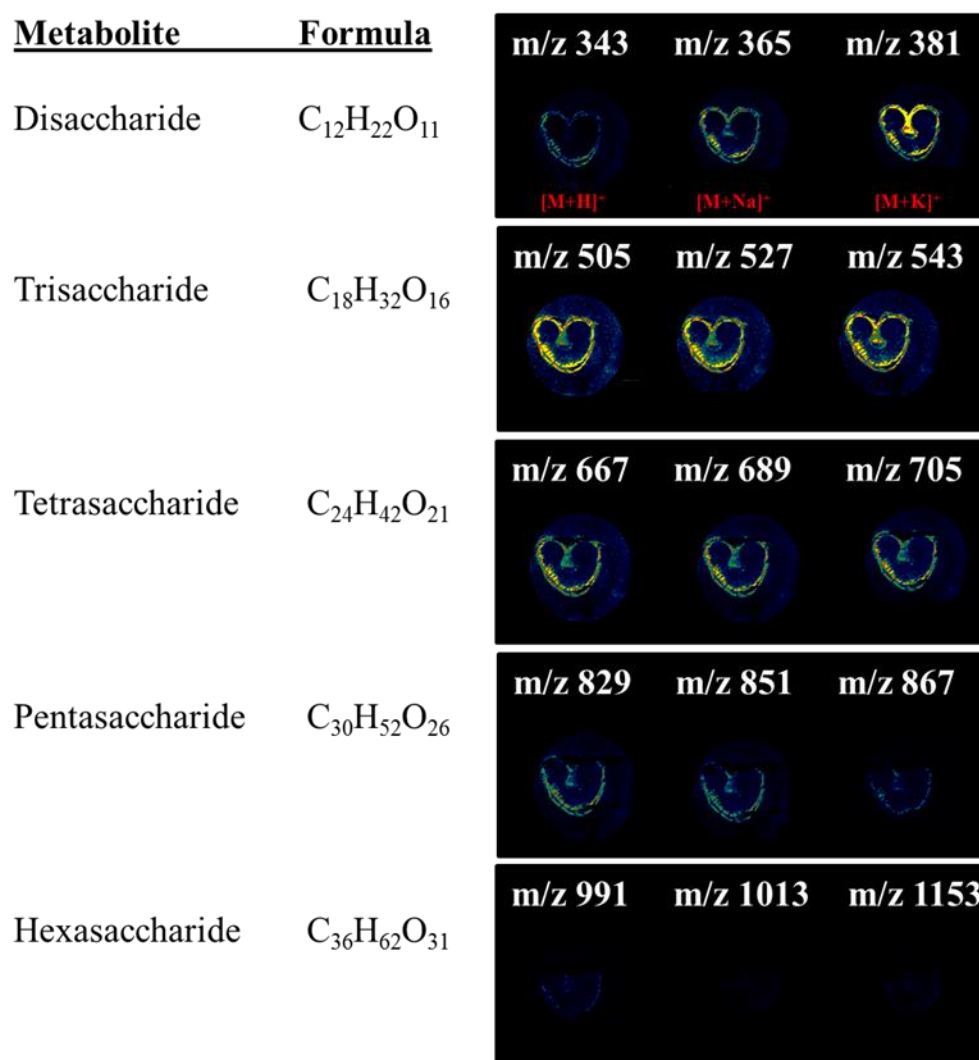 Metabolite Formula
m/z 343 m/z 365 m/z 381
Disaccharide C₁₂H₂₂O₁₁
[M+H]⁺ [M+Na]⁺ [M+K]⁺
m/z 505 m/z 527 m/z 543
Trisaccharide C₁₈H₃₂O₁₆
m/z 667 m/z 689 m/z 705
Tetrasaccharide C₂₄H₄₂O₂₁
m/z 829 m/z 851 m/z 867
Pentasaccharide C₃₀H₅₂O₂₆
m/z 991 m/z 1013 m/z 1153
Hexasaccharide C₃₆H₆₂O₃₁